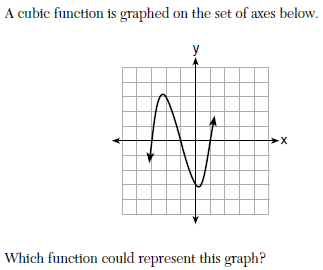 A cubic function is graphed on the set of axes below.
y
x
Which function could represent this graph?